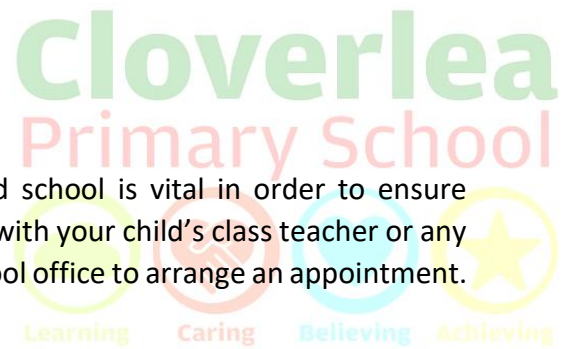 Cloverlea
Primary School
d school is vital in order to ensure
with your child's class teacher or any
ool office to arrange an appointment.
Learning Caring Believing Achieving